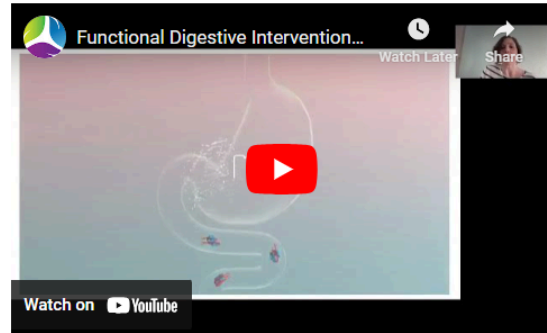 Functional Digestive Intervention…
Watch Later
Share
Watch on YouTube